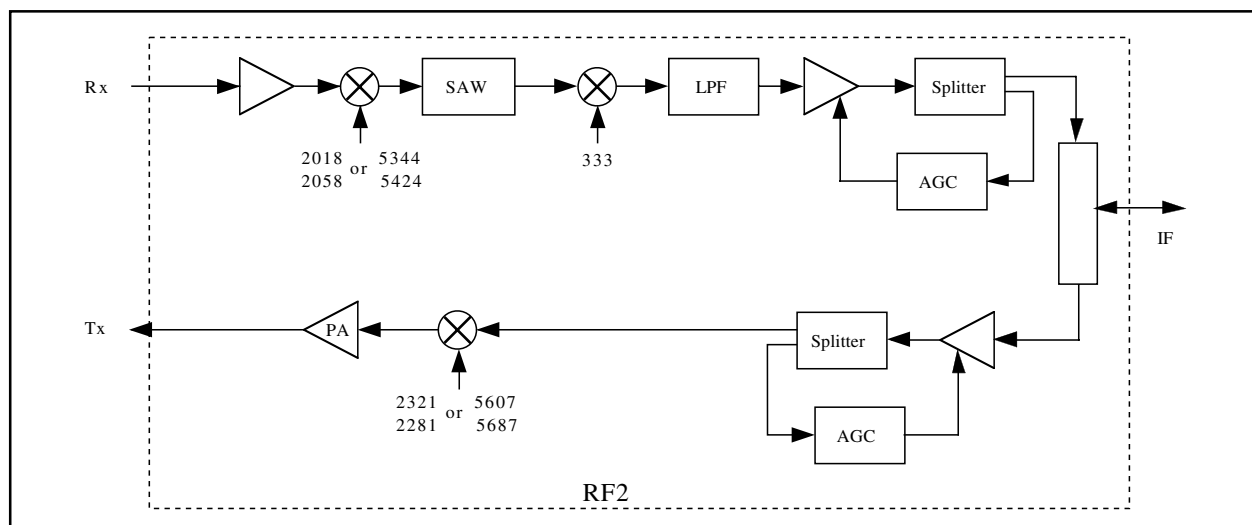 Rx
SAW
LPF
Splitter
2018 or 5344
2058 5424
333
AGC
IF
Tx
PA
Splitter
2321 or 5607
2281 5687
AGC
RF2